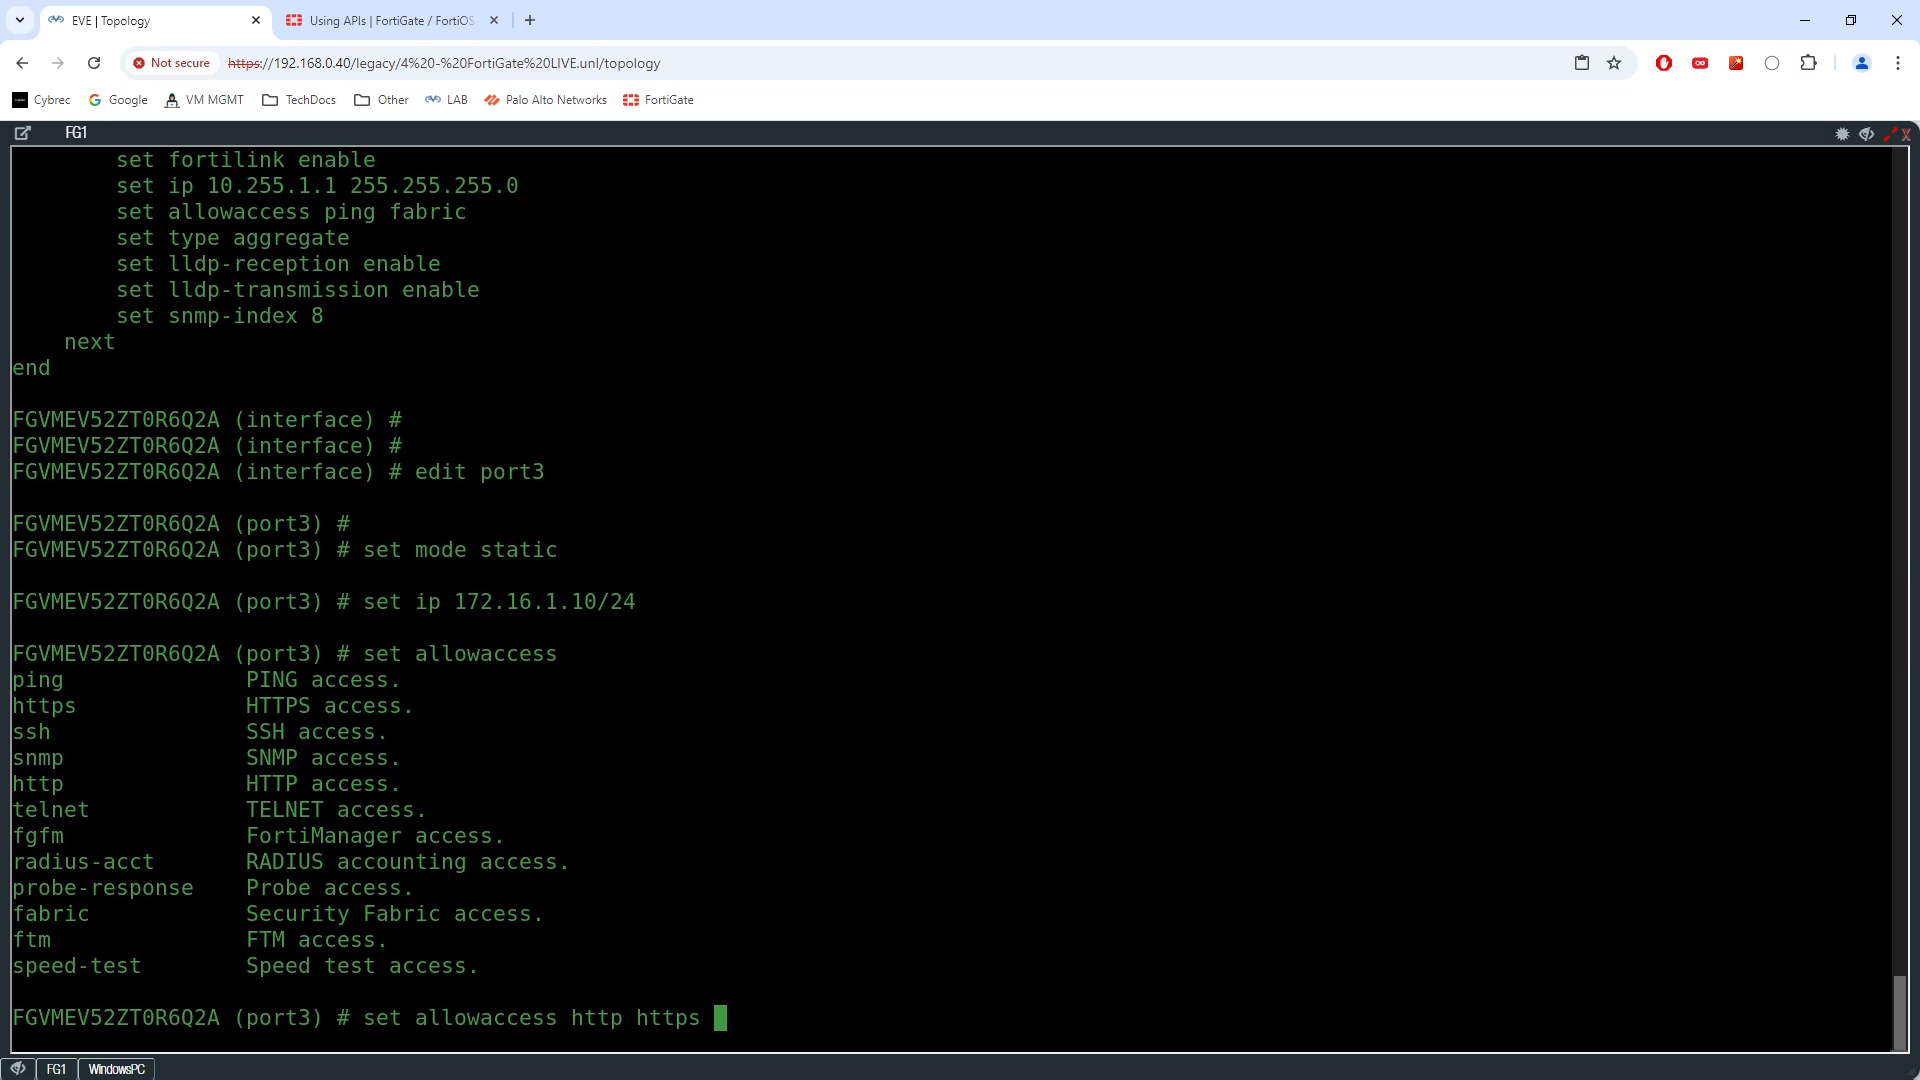 EVE | Topology
Using APIs | FortiGate / FortiOS
Not secure
https://192.168.0.40/legacy/4%20-%20FortiGate%20LIVE.unl/topology
Cybrec
Google
VM MGMT
TechDocs
Other
LAB
Palo Alto Networks
FortiGate
FG1
set fortilink enable
set ip 10.255.1.1 255.255.255.0
set allowaccess ping fabric
set type aggregate
set lldp-reception enable
set lldp-transmission enable
set snmp-index 8
next
end
FGVMEV52ZT0R6Q2A (interface) #
FGVMEV52ZT0R6Q2A (interface) #
FGVMEV52ZT0R6Q2A (interface) # edit port3
FGVMEV52ZT0R6Q2A (port3) #
FGVMEV52ZT0R6Q2A (port3) # set mode static
FGVMEV52ZT0R6Q2A (port3) # set ip 172.16.1.10/24
FGVMEV52ZT0R6Q2A (port3) # set allowaccess
ping PING access.
https HTTPS access.
ssh SSH access.
snmp SNMP access.
http HTTP access.
telnet TELNET access.
fgfm FortiManager access.
radius-acct RADIUS accounting access.
probe-response Probe access.
fabric Security Fabric access.
ftm FTM access.
speed-test Speed test access.
FGVMEV52ZT0R6Q2A (port3) # set allowaccess http https
FG1
WindowsPC